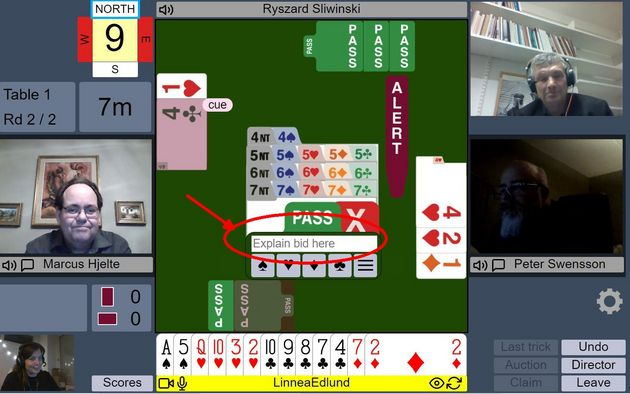 NORTH
W
9
E
S
Table 1
Rd 2 / 2
7m
Ryszard Sliwinski
PASS
PASS
PASS
PASS
ALERT
1♥
4♣
cue
4NT 4♠
5NT 5♠ 5♥ 5♦ 5♣
6NT 6♠ 6♥ 6♦ 6♣
7NT 7♠ 7♥ 7♦ 7♣
PASS X
Explain bid here
♠ ♥ ♦ ♣
4♥
2♥
1♦
Marcus Hjelte
Peter Swensson
0
0
PASS
PASS
PASS
A♠ 5♠ Q♥ 10♥ 3♥ 2♥ 10♣ 9♣ 8♣ 7♣ 4♣ 7♦ 2♦
2
Scores
LinneaEdlund
Last trick
Undo
Auction
Director
Claim
Leave